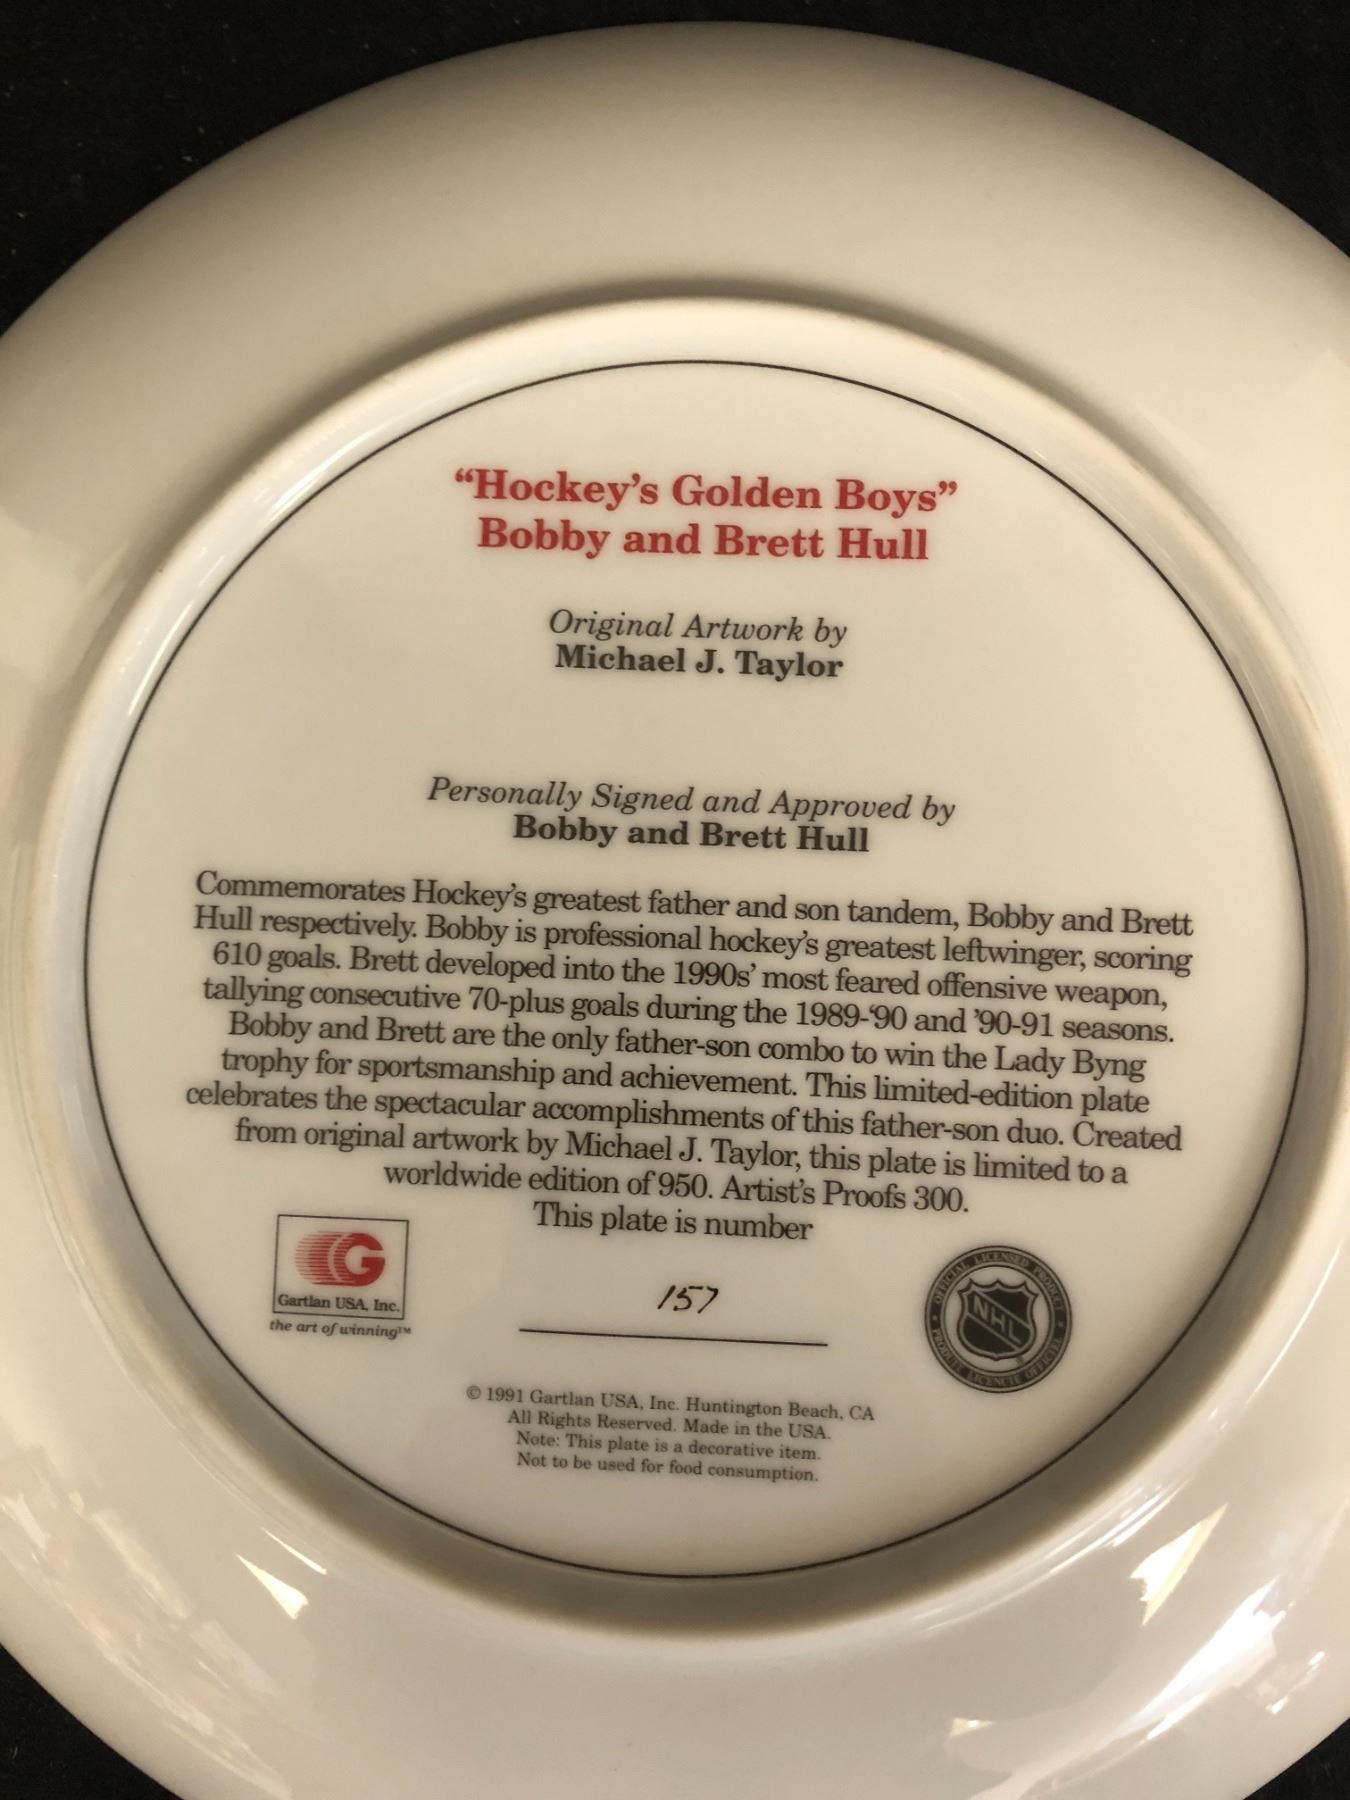 “Hockey’s Golden Boys”
Bobby and Brett Hull
Original Artwork by
Michael J. Taylor
Personally Signed and Approved by
Bobby and Brett Hull
Commemorates Hockey’s greatest father and son tandem, Bobby and Brett
Hull respectively. Bobby is professional hockey’s greatest leftwinger, scoring
610 goals. Brett developed into the 1990s’ most feared offensive weapon,
tallying consecutive 70-plus goals during the 1989-‘90 and ’90-91 seasons.
Bobby and Brett are the only father-son combo to win the Lady Byng
trophy for sportsmanship and achievement. This limited-edition plate
celebrates the spectacular accomplishments of this father-son duo. Created
from original artwork by Michael J. Taylor, this plate is limited to a
worldwide edition of 950. Artist’s Proofs 300.
This plate is number
157
G
Gartlan USA, Inc.
the art of winning™
OFFICIAL LICENSED PRODUCT
NHL
PRODUIT LICENCIE OFFICIEL
© 1991 Gartlan USA, Inc. Huntington Beach, CA
All Rights Reserved. Made in the USA.
Note: This plate is a decorative item.
Not to be used for food consumption.